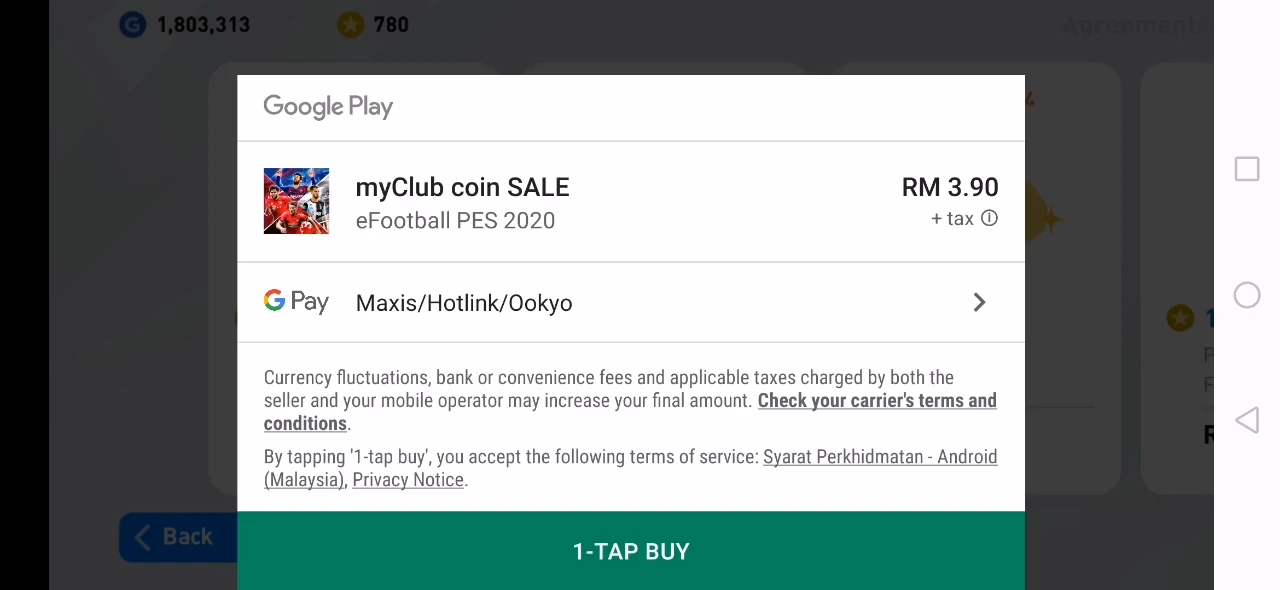 1,803,313 780
Agreements
Google Play
myClub coin SALE RM 3.90
eFootball PES 2020 + tax
G Pay Maxis/Hotlink/Ookyo
Currency fluctuations, bank or convenience fees and applicable taxes charged by both the
seller and your mobile operator may increase your final amount. Check your carrier's terms and
conditions.
By tapping '1-tap buy', you accept the following terms of service: Syarat Perkhidmatan - Android
(Malaysia), Privacy Notice.
Back
1-TAP BUY